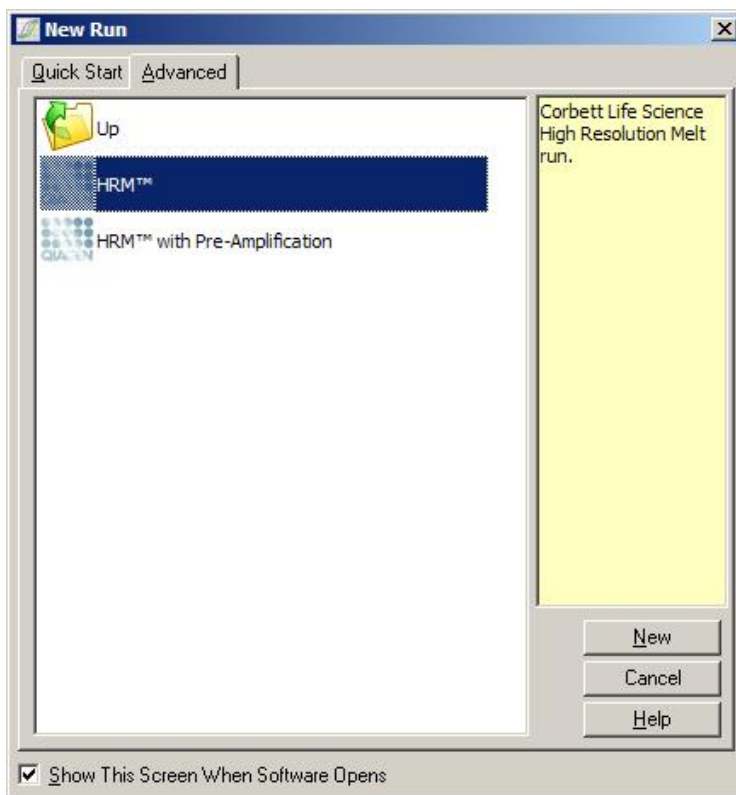 New Run
Quick Start
Advanced
Up
HRM™
HRM™ with Pre-Amplification
QIAGEN
Corbett Life Science
High Resolution Melt
run.
New
Cancel
Help
Show This Screen When Software Opens